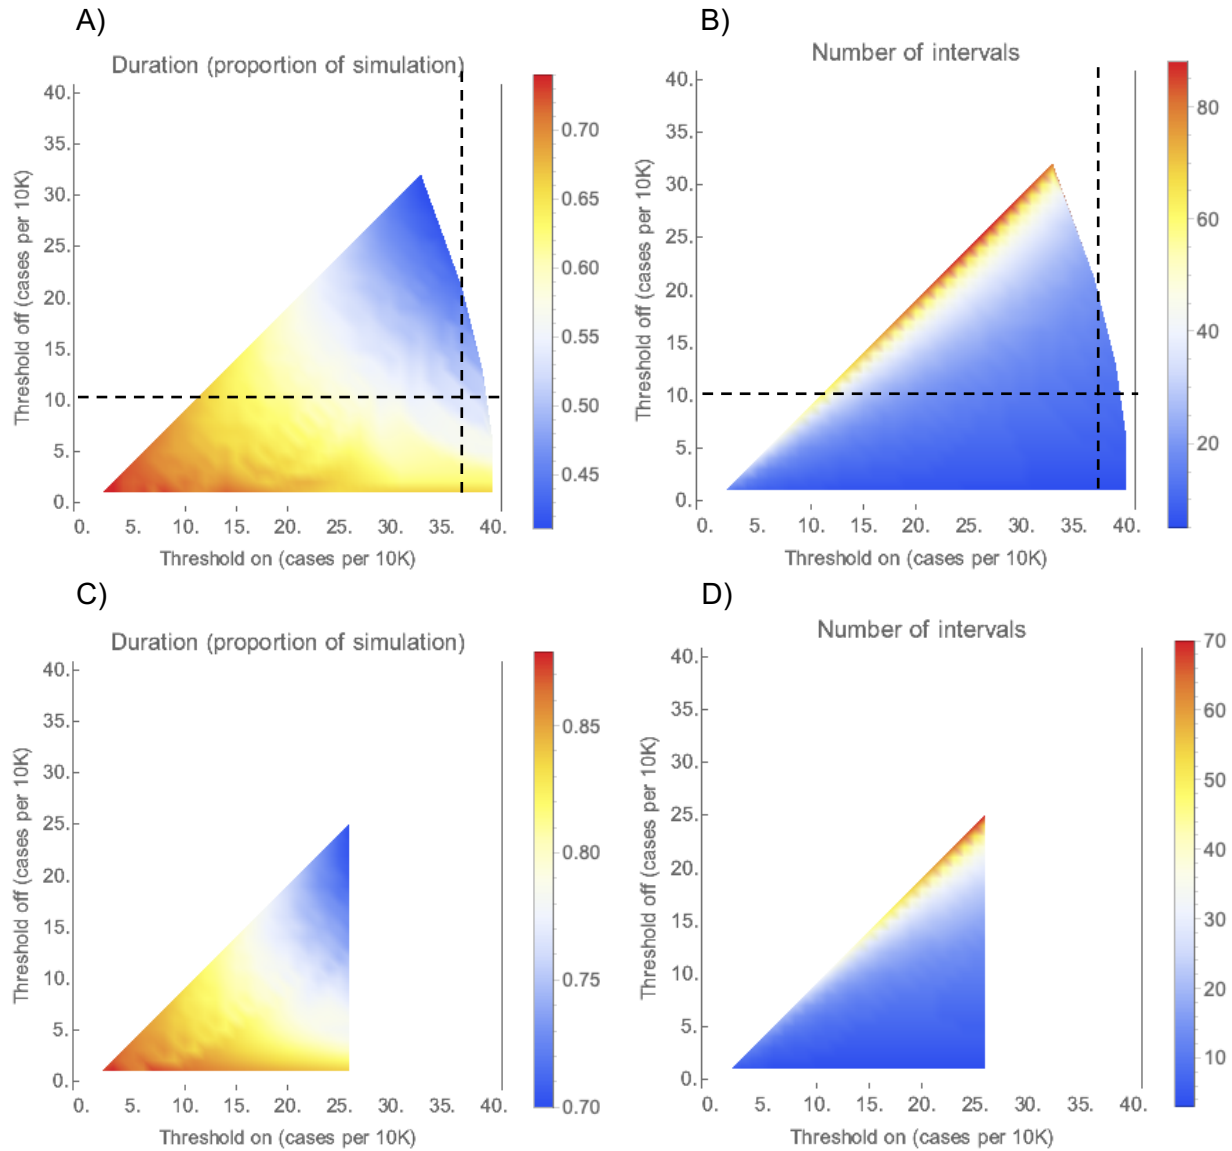 A)
Duration (proportion of simulation)
40.
35.
30.
25.
20.
15.
10.
5.
0.
Threshold off (cases per 10K)
0. 5. 10. 15. 20. 25. 30. 35. 40.
Threshold on (cases per 10K)
0.70
0.65
0.60
0.55
0.50
0.45
B)
Number of intervals
40.
35.
30.
25.
20.
15.
10.
5.
0.
Threshold off (cases per 10K)
0. 5. 10. 15. 20. 25. 30. 35. 40.
Threshold on (cases per 10K)
80
60
40
20
C)
Duration (proportion of simulation)
40.
35.
30.
25.
20.
15.
10.
5.
0.
Threshold off (cases per 10K)
0. 5. 10. 15. 20. 25. 30. 35. 40.
Threshold on (cases per 10K)
0.85
0.80
0.75
0.70
D)
Number of intervals
40.
35.
30.
25.
20.
15.
10.
5.
0.
Threshold off (cases per 10K)
0. 5. 10. 15. 20. 25. 30. 35. 40.
Threshold on (cases per 10K)
70
60
50
40
30
20
10